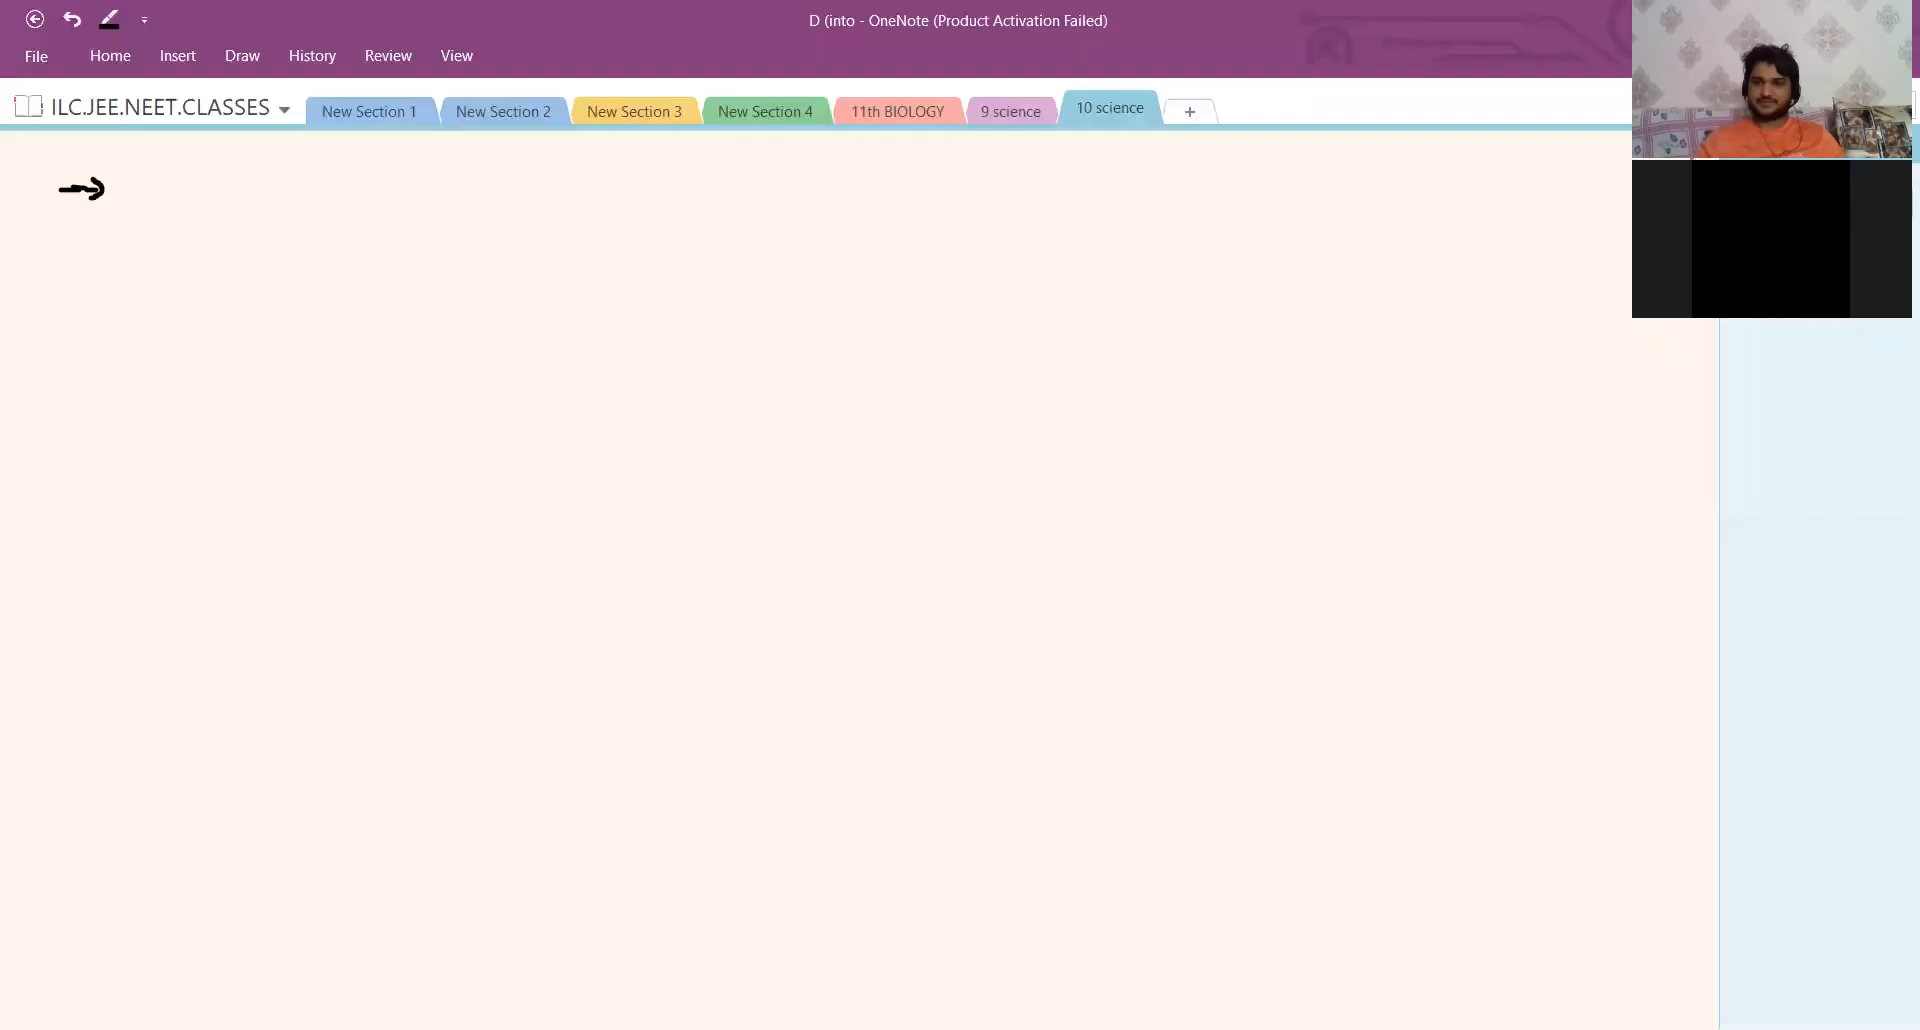 D (into - OneNote (Product Activation Failed)
File Home Insert Draw History Review View
ILC.JEE.NEET.CLASSES New Section 1 New Section 2 New Section 3 New Section 4 11th BIOLOGY 9 science 10 science +